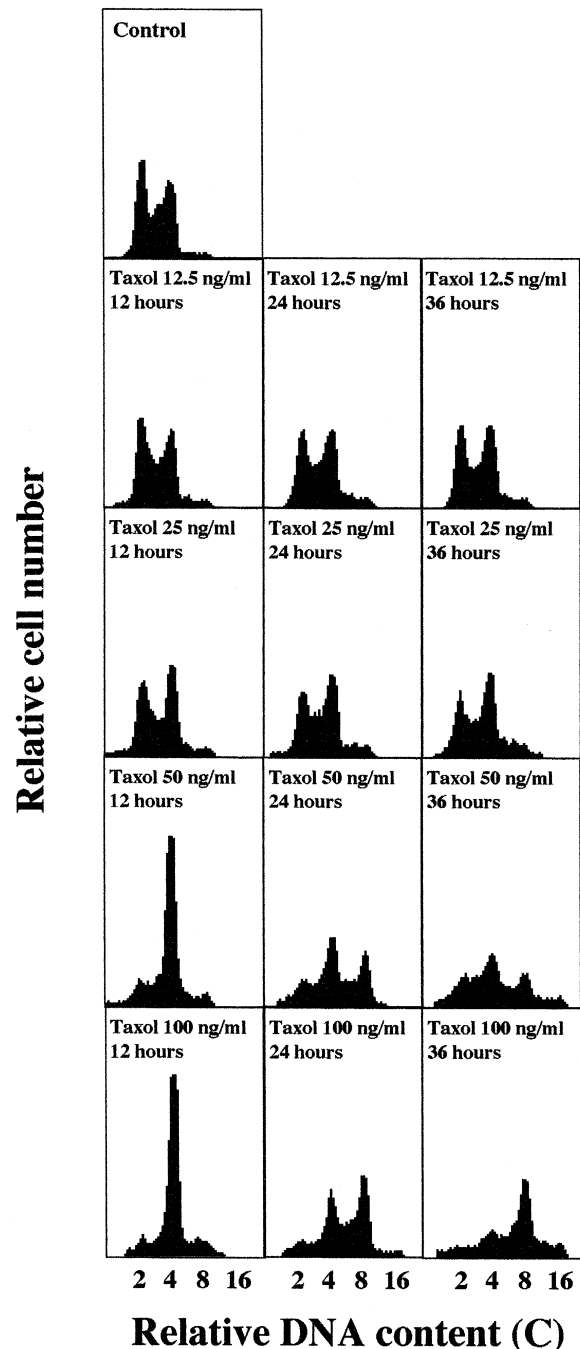 Control
Taxol 12.5 ng/ml
12 hours
Taxol 12.5 ng/ml
24 hours
Taxol 12.5 ng/ml
36 hours
Taxol 25 ng/ml
12 hours
Taxol 25 ng/ml
24 hours
Taxol 25 ng/ml
36 hours
Taxol 50 ng/ml
12 hours
Taxol 50 ng/ml
24 hours
Taxol 50 ng/ml
36 hours
Taxol 100 ng/ml
12 hours
Taxol 100 ng/ml
24 hours
Taxol 100 ng/ml
36 hours
Relative cell number
2 4 8 16 2 4 8 16 2 4 8 16
Relative DNA content (C)